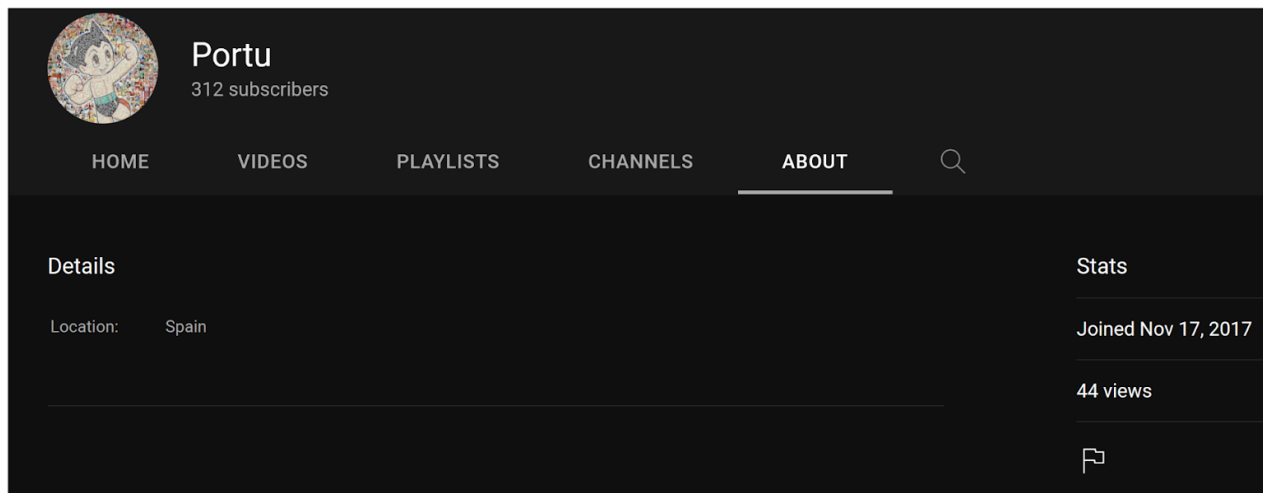 Portu
312 subscribers
HOME VIDEOS PLAYLISTS CHANNELS ABOUT
Details
Location: Spain
Stats
Joined Nov 17, 2017
44 views